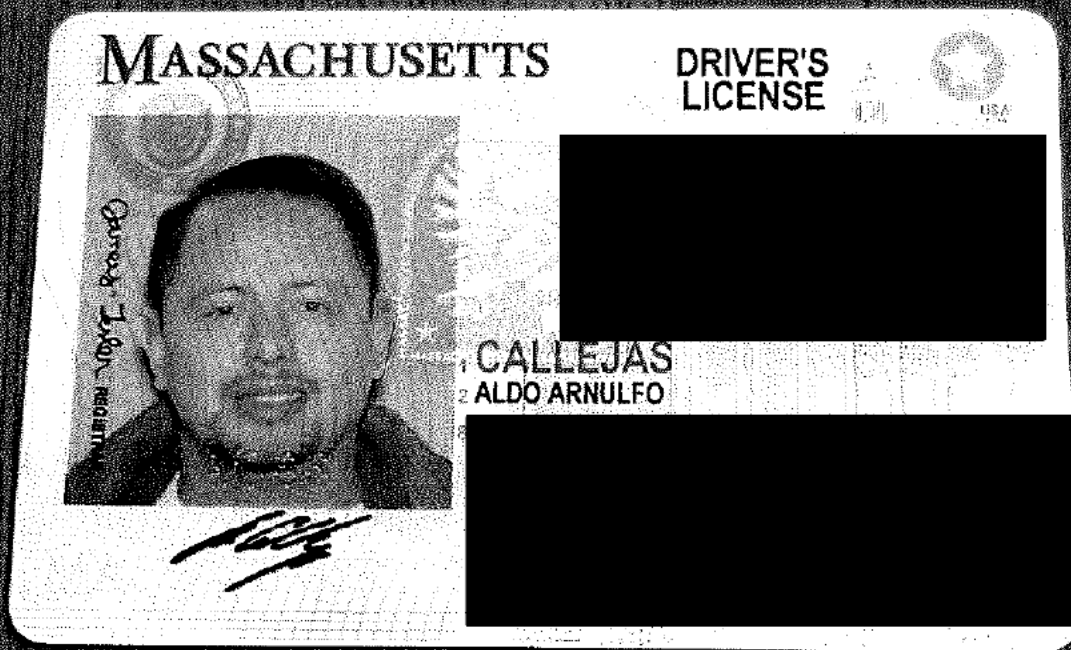 MASSACHUSETTS
DRIVER'S
LICENSE
USA
1 CALLEJAS
2 ALDO ARNULFO